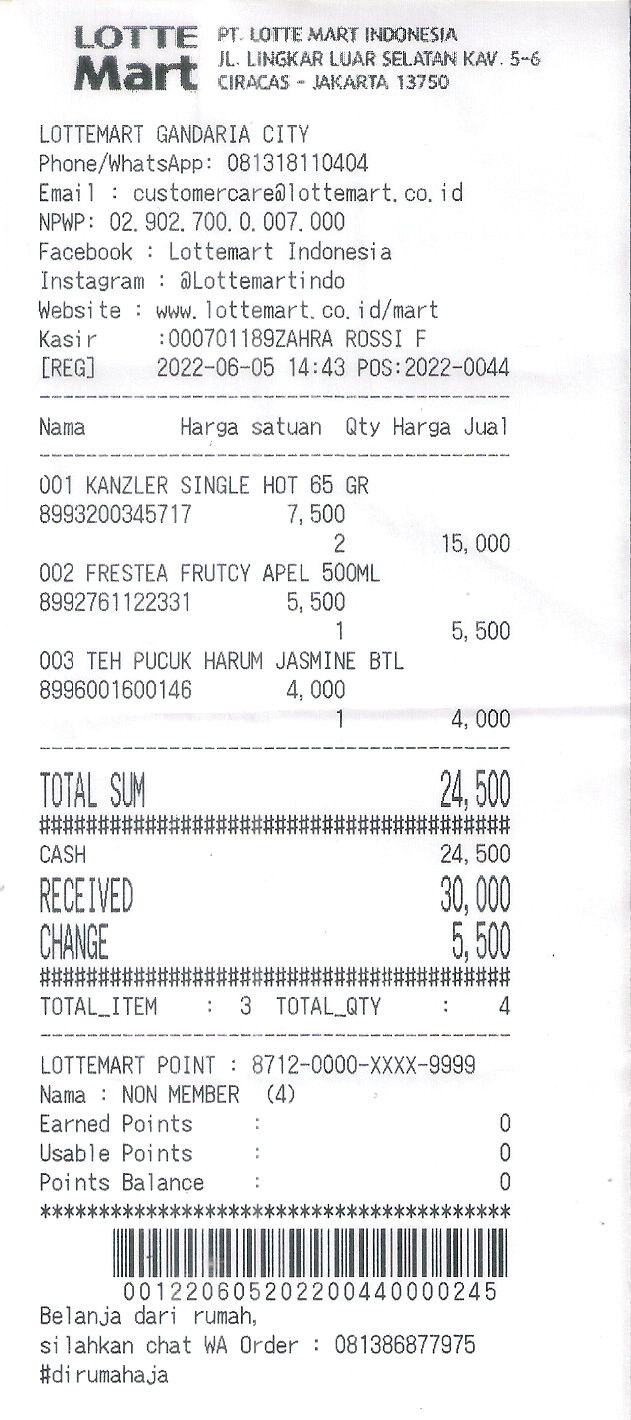 LOTTE Mart
PT. LOTTE MART INDONESIA
JL. LINGKAR LUAR SELATAN KAV. 5-6
CIRACAS - JAKARTA 13750
LOTTEMART GANDARIA CITY
Phone/WhatsApp: 081318110404
Email : customercare@lottemart.co.id
NPWP: 02.902.700.0.007.000
Facebook : Lottemart Indonesia
Instagram : @Lottemartindo
Website : www.lottemart.co.id/mart
Kasir :000701189ZAHRA ROSSI F
[REG] 2022-06-05 14:43 POS:2022-0044
----------------------------------------
Nama Harga satuan Qty Harga Jual
----------------------------------------
001 KANZLER SINGLE HOT 65 GR
8993200345717 7,500
2 15,000
002 FRESTEA FRUTCY APEL 500ML
8992761122331 5,500
1 5,500
003 TEH PUCUK HARUM JASMINE BTL
8996001600146 4,000
1 4,000
----------------------------------------
TOTAL SUM 24,500
########################################
CASH 24,500
RECEIVED 30,000
CHANGE 5,500
########################################
TOTAL_ITEM : 3 TOTAL_QTY : 4
----------------------------------------
LOTTEMART POINT : 8712-0000-XXXX-9999
Nama : NON MEMBER (4)
Earned Points : 0
Usable Points : 0
Points Balance : 0
****************************************
0012206052022004400002​45
Belanja dari rumah,
silahkan chat WA Order : 081386877975
#dirumahaja